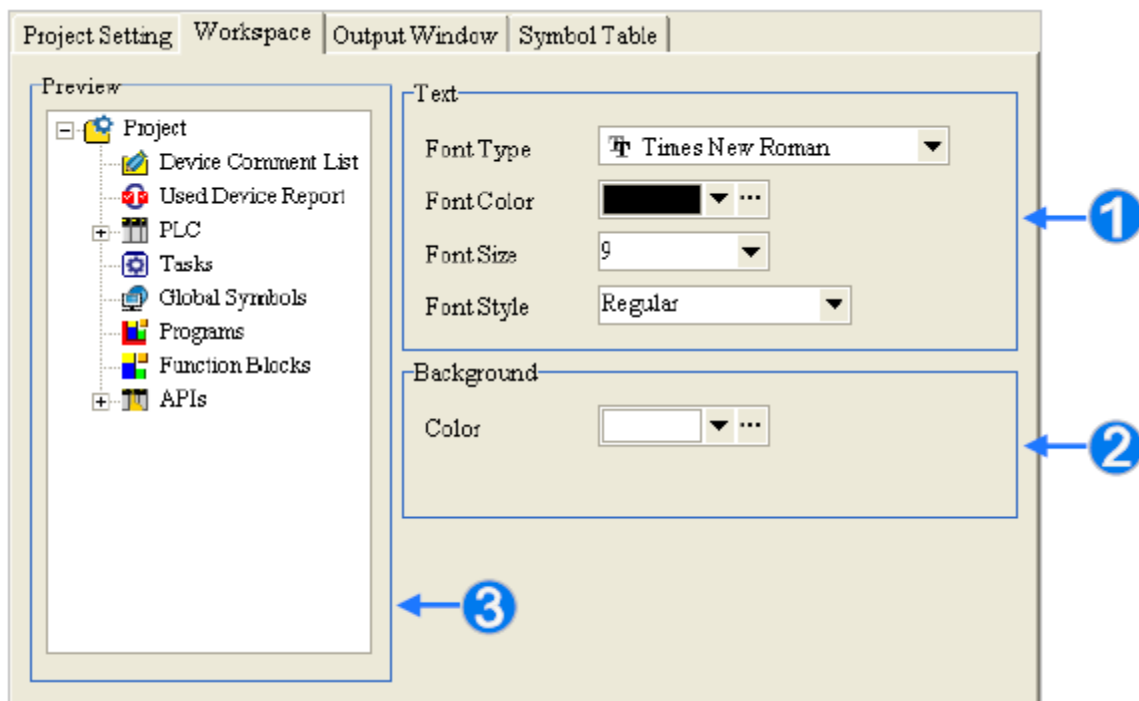 Project Setting
Workspace
Output Window
Symbol Table
Preview
Project
Device Comment List
Used Device Report
PLC
Tasks
Global Symbols
Programs
Function Blocks
APIs
Text
Font Type
Times New Roman
Font Color
Font Size
9
Font Style
Regular
1
Background
Color
2
3